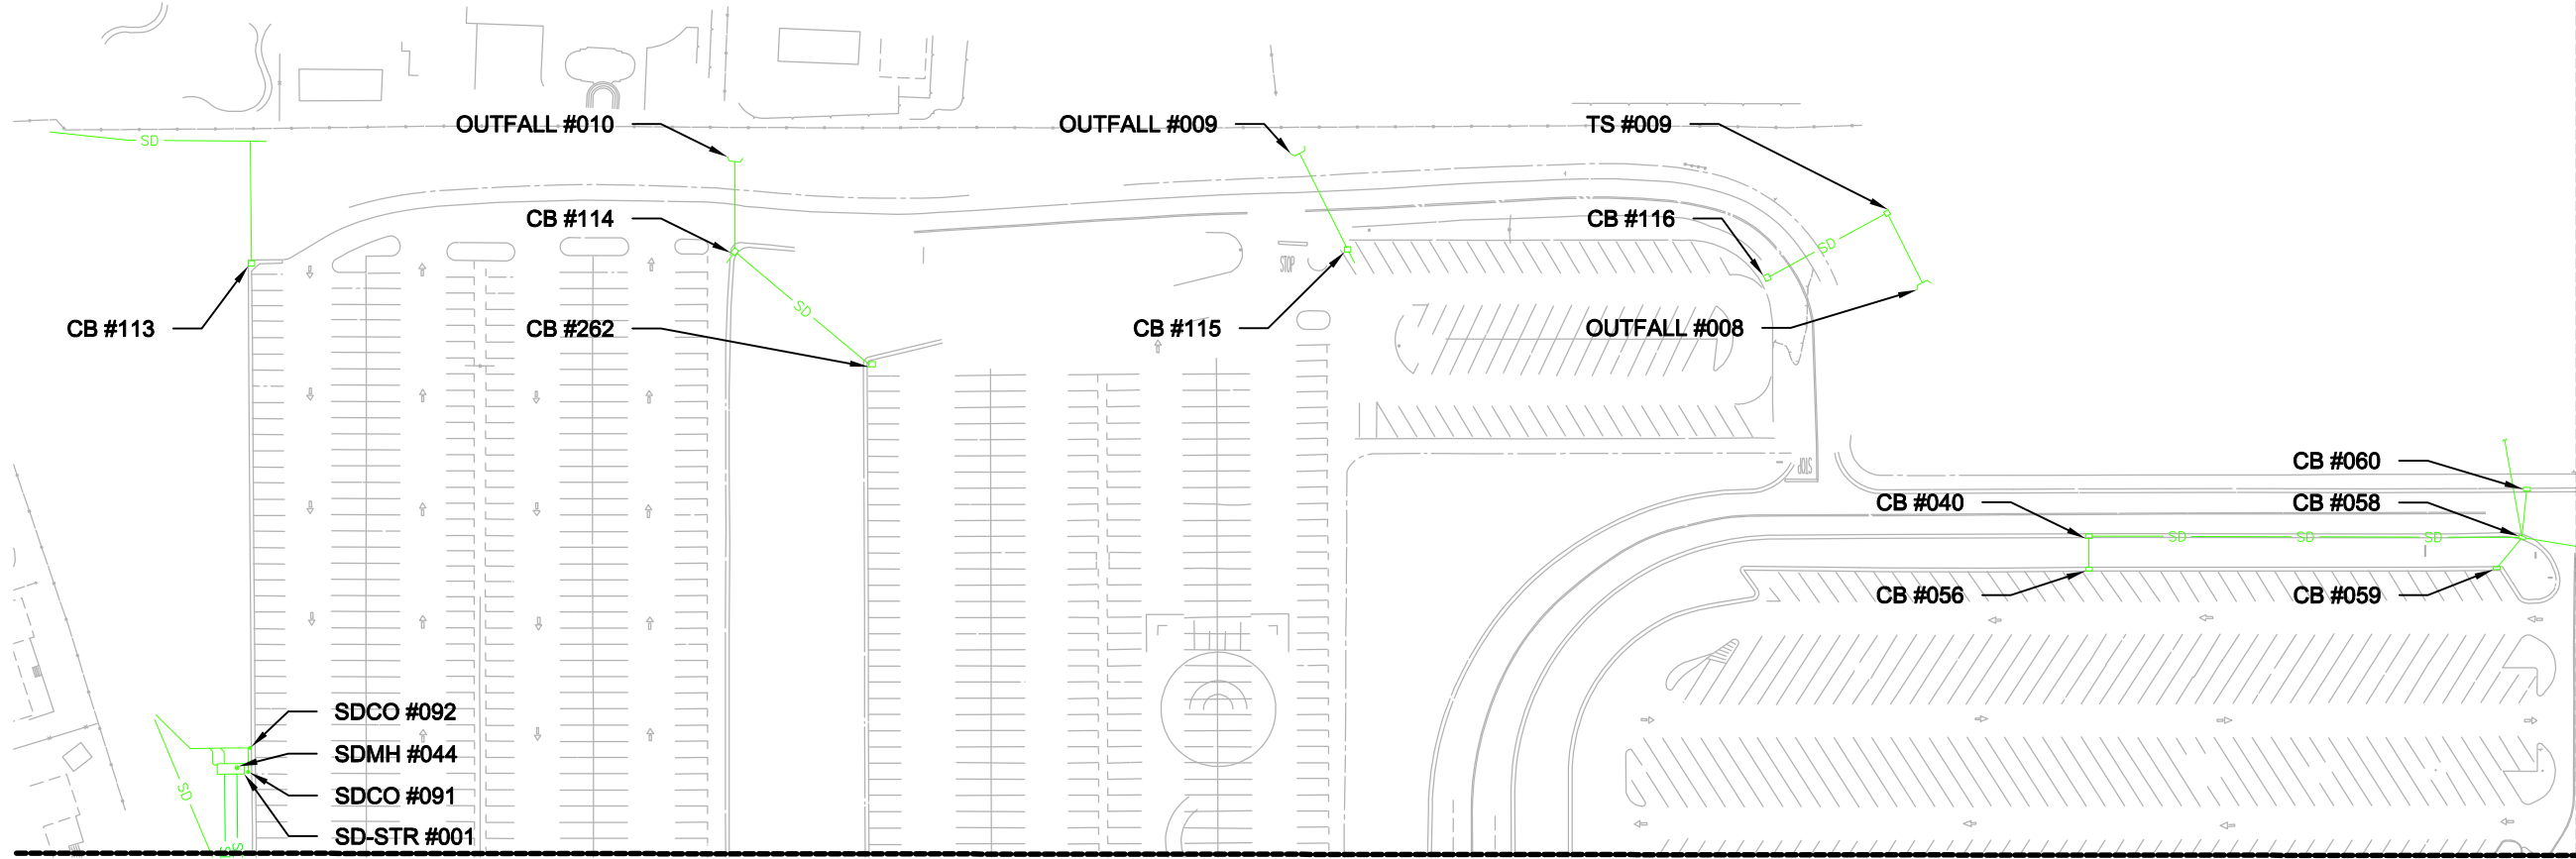 OUTFALL #010
OUTFALL #009
TS #009
SD
CB #114
CB #116
SD
STOP
CB #113
CB #262
SD
CB #115
OUTFALL #008
CB #060
STOP
CB #040
CB #058
SD
SD
SD
CB #056
CB #059
SDCO #092
SDMH #044
SD
SDCO #091
SD-STR #001